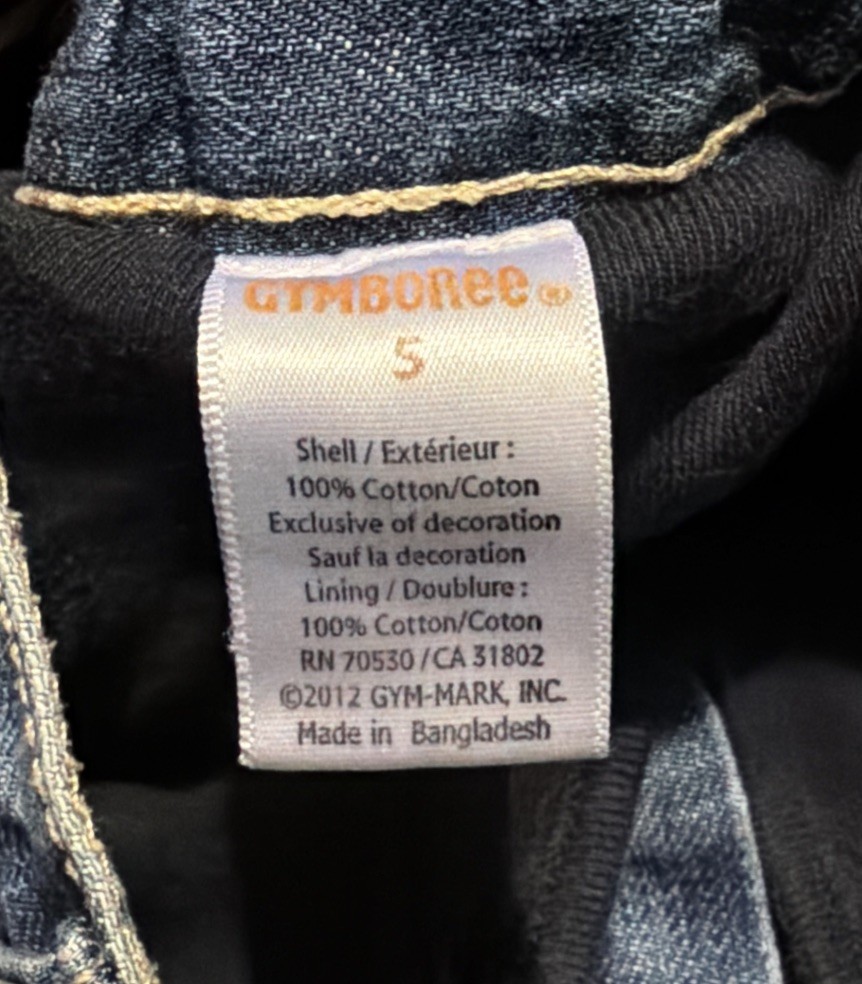 GYMBOREE®
5
Shell / Extérieur :
100% Cotton/Coton
Exclusive of decoration
Sauf la decoration
Lining / Doublure :
100% Cotton/Coton
RN 70530 / CA 31802
©2012 GYM-MARK, INC.
Made in Bangladesh